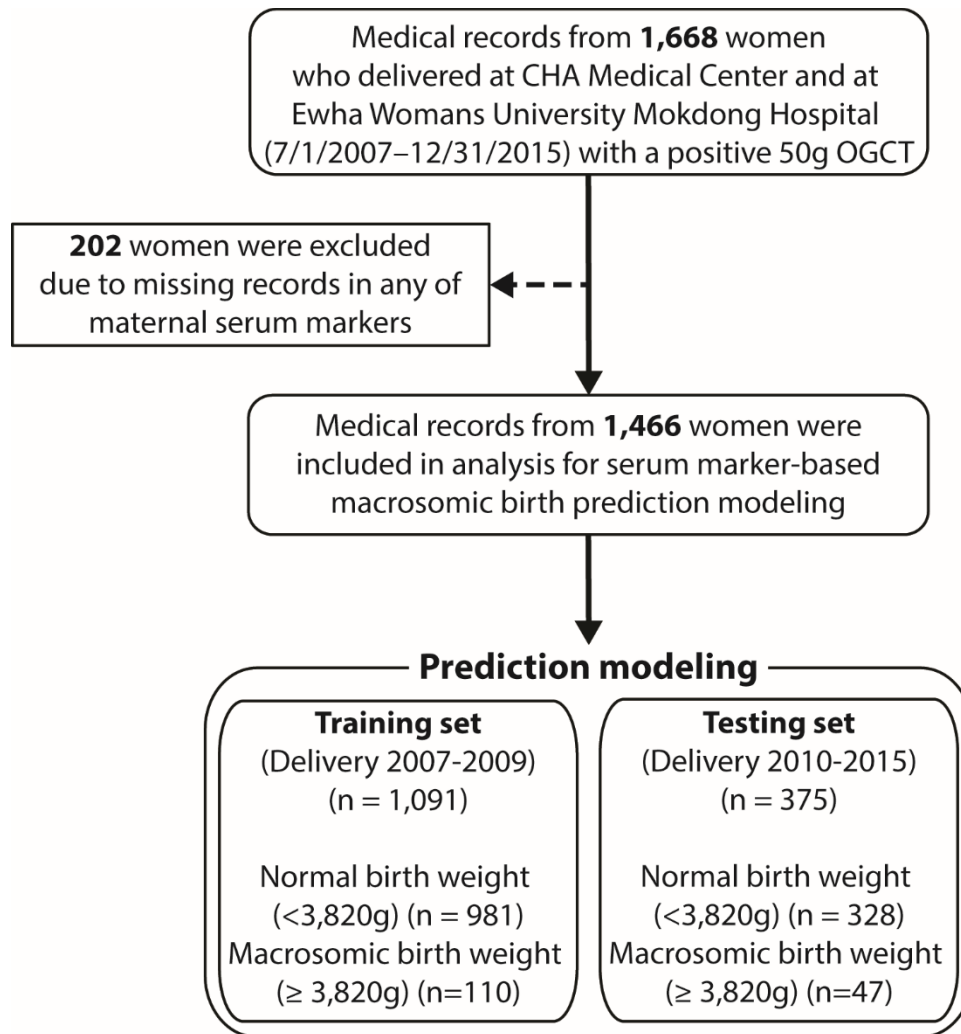 Medical records from 1,668 women
who delivered at CHA Medical Center and at
Ewha Womans University Mokdong Hospital
(7/1/2007–12/31/2015) with a positive 50g OGCT
202 women were excluded
due to missing records in any of
maternal serum markers
Medical records from 1,466 women were
included in analysis for serum marker-based
macrosomic birth prediction modeling
Prediction modeling
Training set
(Delivery 2007-2009)
(n = 1,091)
Normal birth weight
(<3,820g) (n = 981)
Macrosomic birth weight
(≥ 3,820g) (n=110)
Testing set
(Delivery 2010-2015)
(n = 375)
Normal birth weight
(<3,820g) (n = 328)
Macrosomic birth weight
(≥ 3,820g) (n=47)